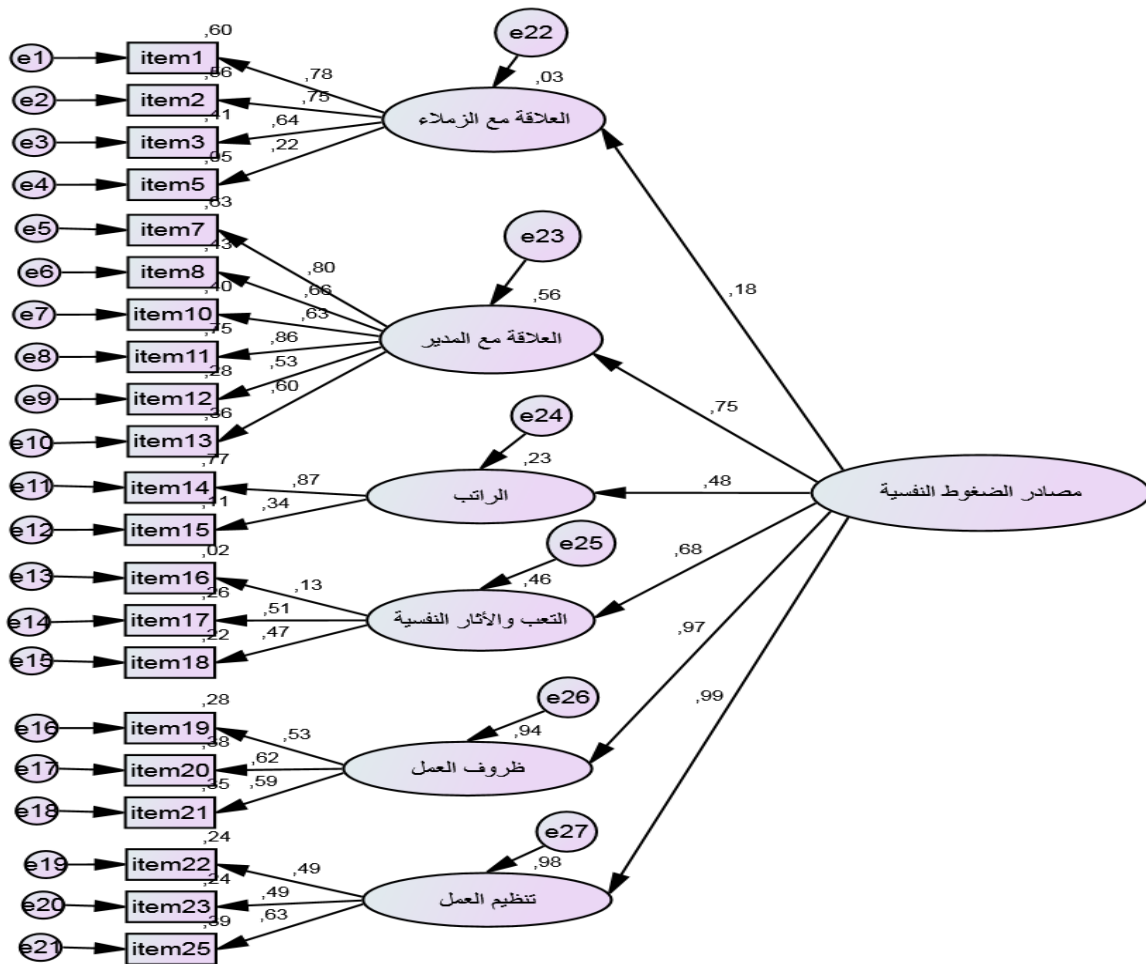 ,60
e22
e1
item1
,78
,03
,56
e2
item2
,75
العلاقة مع الزملاء
,41
e3
item3
,64
,05
,22
e4
item5
,63
e5
item7
,43
e23
e6
item8
,80
,40
,66
,56
,18
e7
item10
,63
العلاقة مع المدير
,75
e8
item11
,86
,28
,53
e9
item12
,60
,36
,75
e10
item13
e24
,77
,23
e11
item14
,87
,48
الراتب
مصادر الضغوط النفسية
,11
,34
e12
item15
,02
e25
,68
e13
item16
,13
,46
,26
,51
e14
item17
التعب والأثار النفسية
,22
,47
e15
item18
,97
,99
,28
e26
e16
item19
,53
,94
,38
,62
e17
item20
ظروف العمل
,35
,59
e18
item21
,24
e27
e19
item22
,49
,98
,24
,49
e20
item23
تنظيم العمل
,39
,63
e21
item25